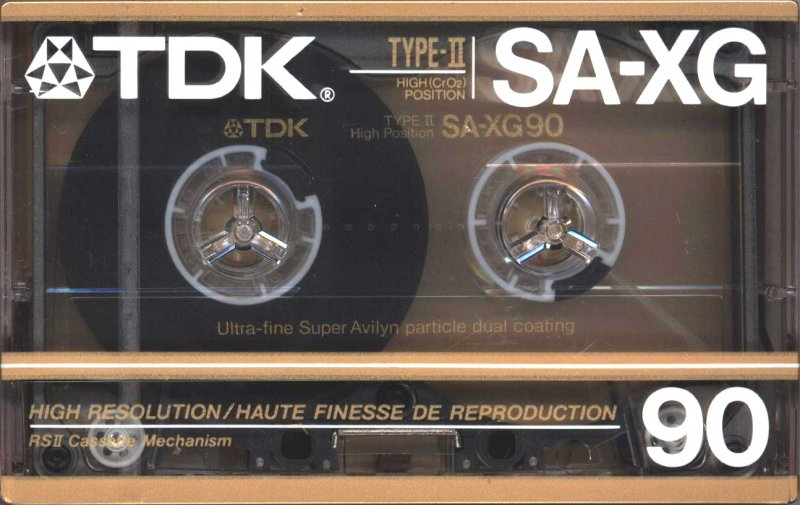 TDK®
TYPE-II
HIGH(CrO₂)
POSITION
SA-XG
TDK
TYPE II
High Position
SA-XG90
Ultra-fine Super Avilyn particle dual coating
HIGH RESOLUTION/HAUTE FINESSE DE REPRODUCTION
RSII Cassette Mechanism
90